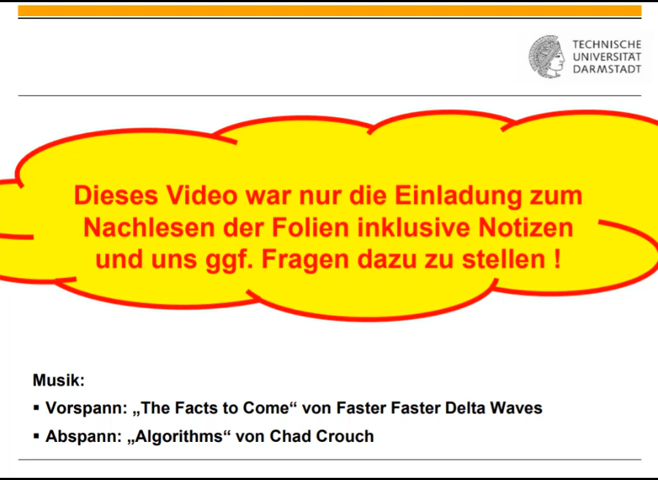 TECHNISCHE
UNIVERSITÄT
DARMSTADT
Dieses Video war nur die Einladung zum
Nachlesen der Folien inklusive Notizen
und uns ggf. Fragen dazu zu stellen !
Musik:
▪ Vorspann: „The Facts to Come“ von Faster Faster Delta Waves
▪ Abspann: „Algorithms“ von Chad Crouch